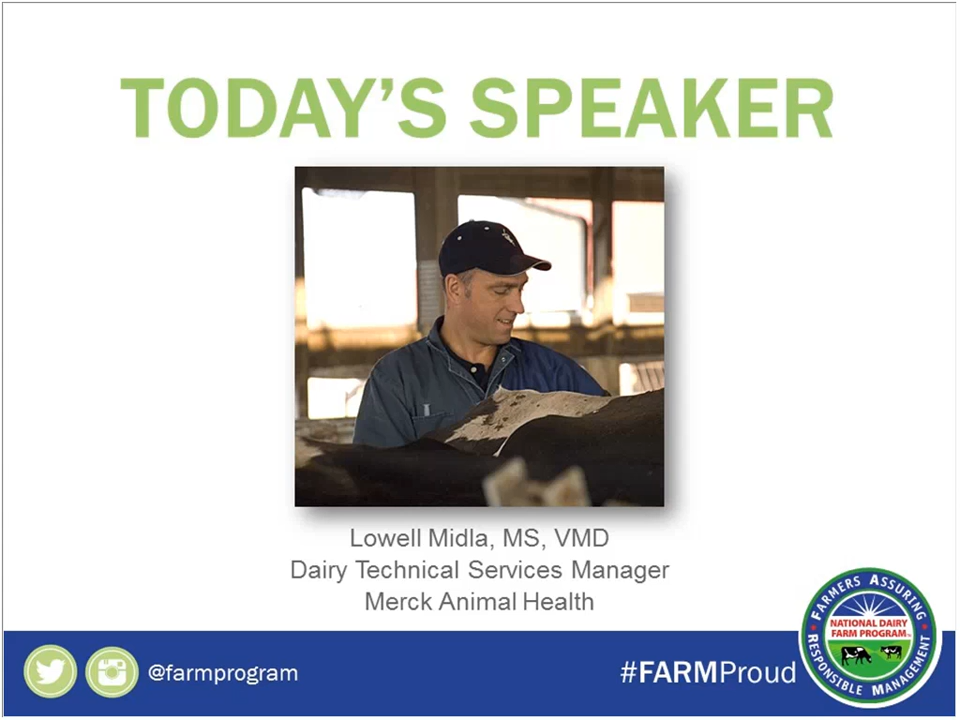 TODAY'S SPEAKER
Lowell Midla, MS, VMD
Dairy Technical Services Manager
Merck Animal Health
@farmprogram
#FARMProud
FARMERS ASSURING
RESPONSIBLE MANAGEMENT
NATIONAL DAIRY
FARM PROGRAM™